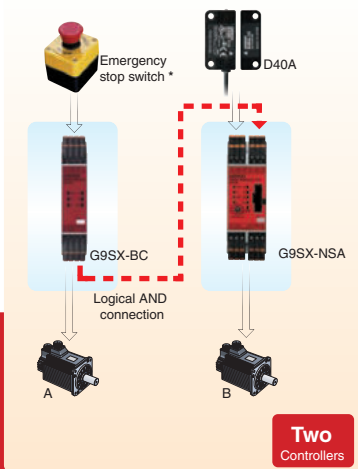 Emergency
stop switch *
D40A
G9SX-BC
G9SX-NSA
Logical AND
connection
A
B
Two
Controllers